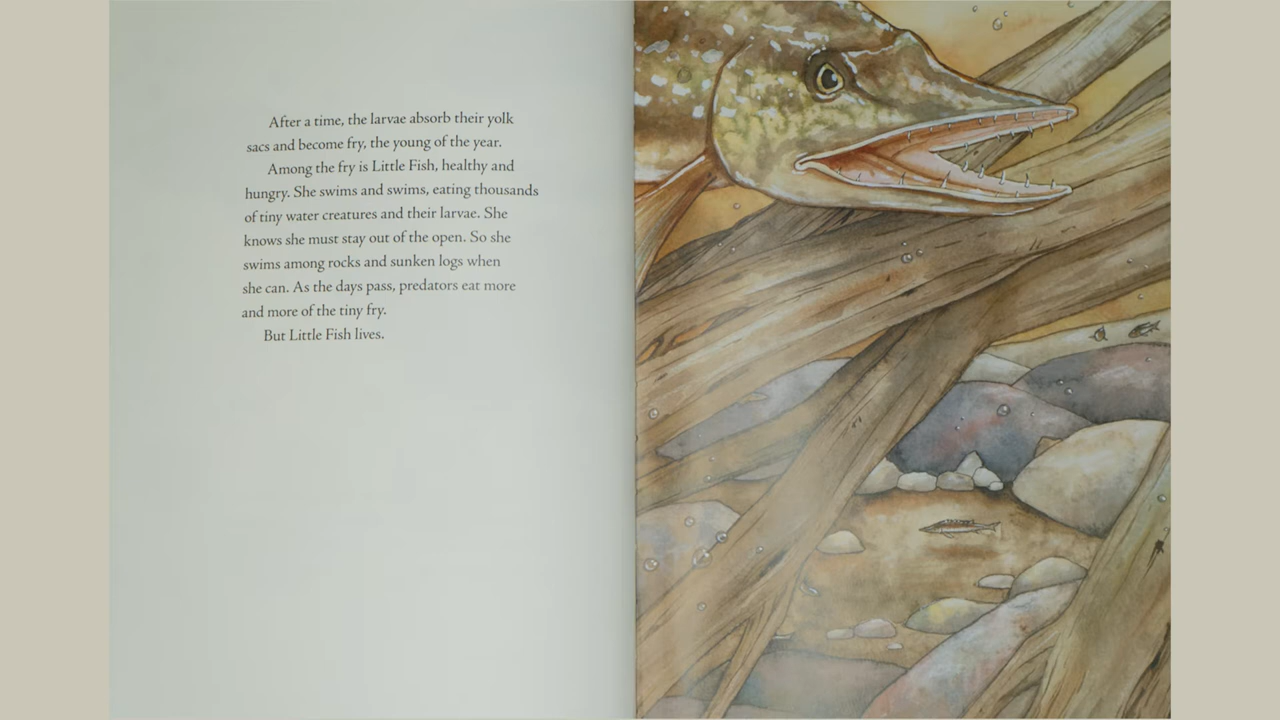 After a time, the larvae absorb their yolk
sacs and become fry, the young of the year.
Among the fry is Little Fish, healthy and
hungry. She swims and swims, eating thousands
of tiny water creatures and their larvae. She
knows she must stay out of the open. So she
swims among rocks and sunken logs when
she can. As the days pass, predators eat more
and more of the tiny fry.
But Little Fish lives.